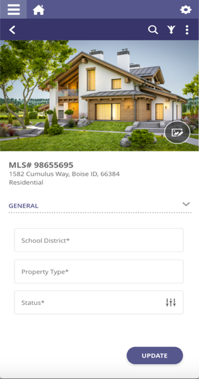 MLS# 98655695
1582 Cumulus Way, Boise ID, 66384
Residential
GENERAL
School District*
Property Type*
Status*
UPDATE